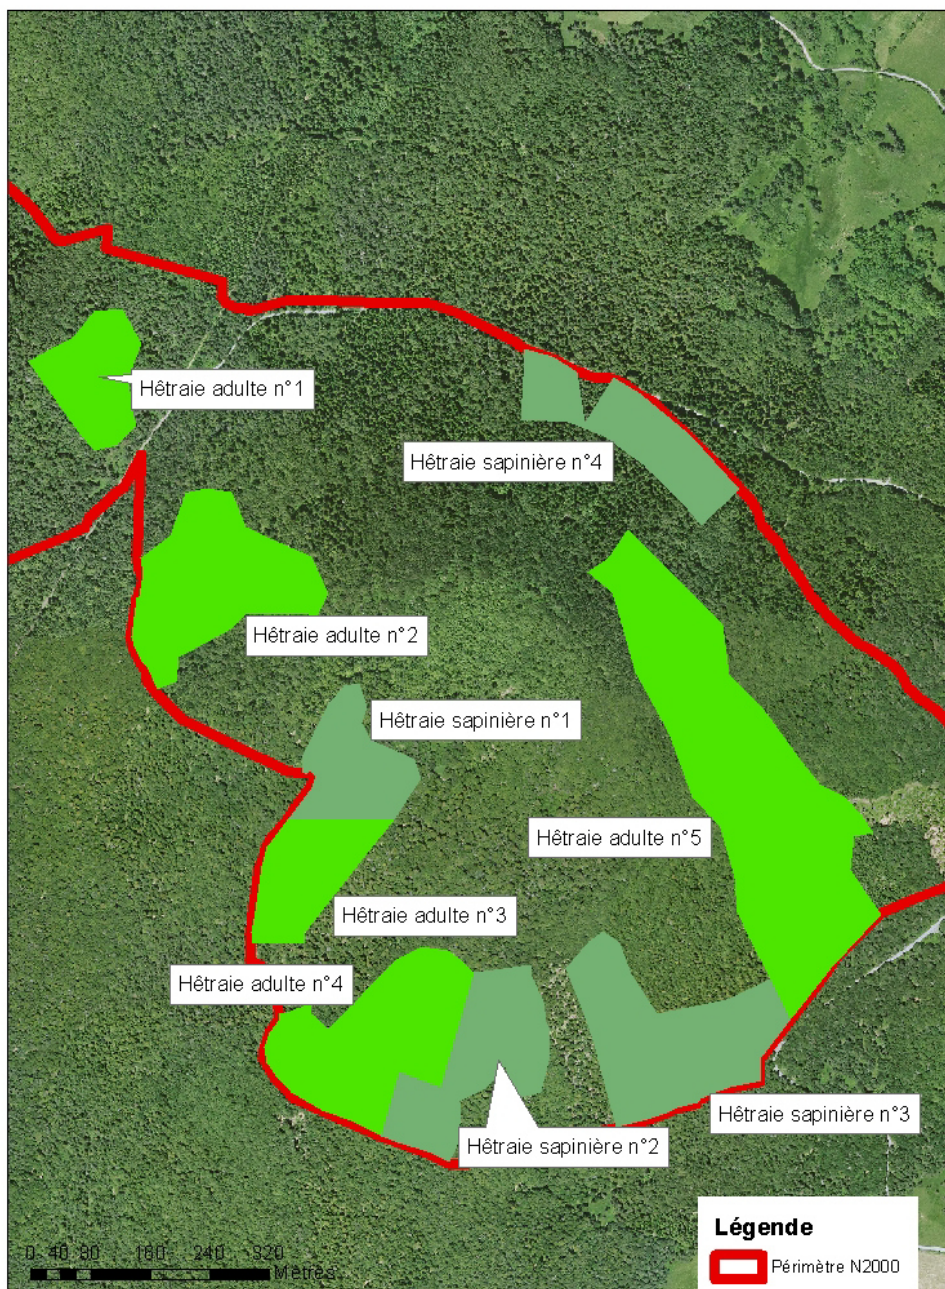 Hêtraie adulte n°1
Hêtraie sapinière n°4
Hêtraie adulte n°2
Hêtraie sapinière n°1
Hêtraie adulte n°5
Hêtraie adulte n°3
Hêtraie adulte n°4
Hêtraie sapinière n°3
Hêtraie sapinière n°2
Légende
Périmètre N2000
0 40 80 160 240 320
Mètres